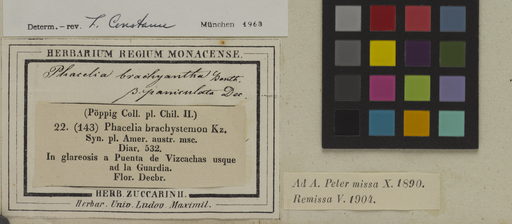 Determ. – rev. L. Constance München 1963
HERBARIUM REGIUM MONACENSE.
Phacelia brachyantha Benth.
β. paniculata Dec.
(Pöppig Coll. pl. Chil. II.)
22. (143) Phacelia brachystemon Kz.
Syn. pl. Amer. austr. msc.
Diar. 532.
In glareosis a Puenta de Vizcachas usque
ad la Guardia.
Flor. Decbr.
HERB. ZUCCARINII.
Herbar. Univ. Ludov. Maximil.
Ad A. Peter missa X. 1890.
Remissa V. 1904.